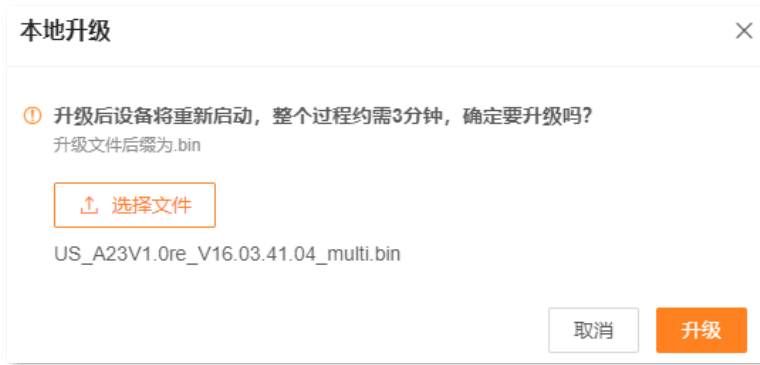 本地升级
升级后设备将重新启动，整个过程约需3分钟，确定要升级吗？
升级文件后缀为.bin
选择文件
US_A23V1.0re_V16.03.41.04_multi.bin
取消
升级